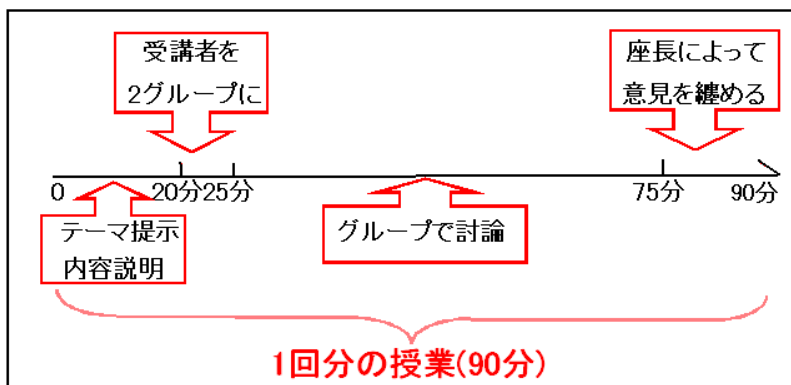 受講者を
2グループに
座長によって
意見を纏める
0 20分 25分 75分 90分
テーマ提示
内容説明
グループで討論
1回分の授業(90分)